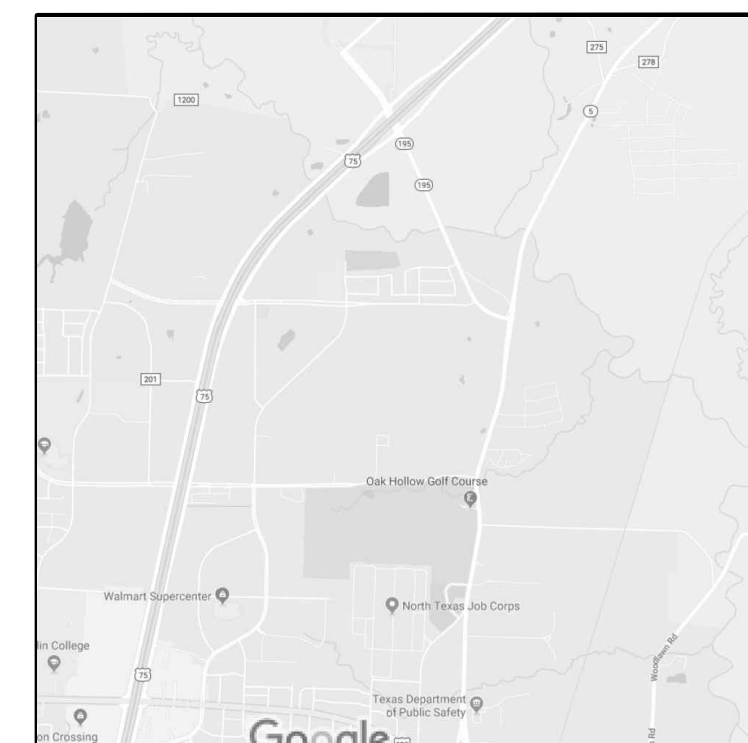 275
278
1200
5
195
75
195
201
75
Oak Hollow Golf Course
Walmart Supercenter
North Texas Job Corps
lin College
Woodlawn Rd
75
Texas Department
of Public Safety
Rd
on Crossing
Google